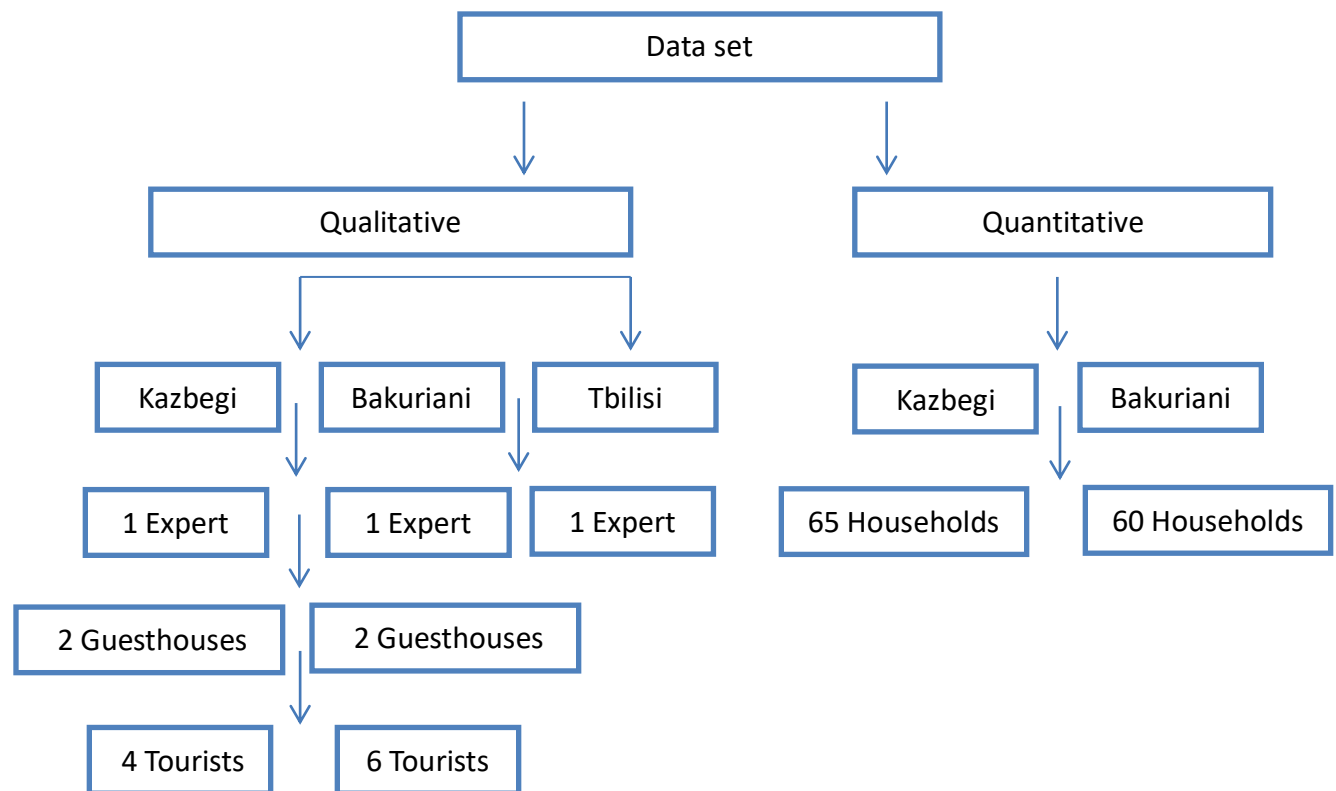 Data set
Qualitative
Quantitative
Kazbegi
Bakuriani
Tbilisi
Kazbegi
Bakuriani
1 Expert
1 Expert
1 Expert
65 Households
60 Households
2 Guesthouses
2 Guesthouses
4 Tourists
6 Tourists